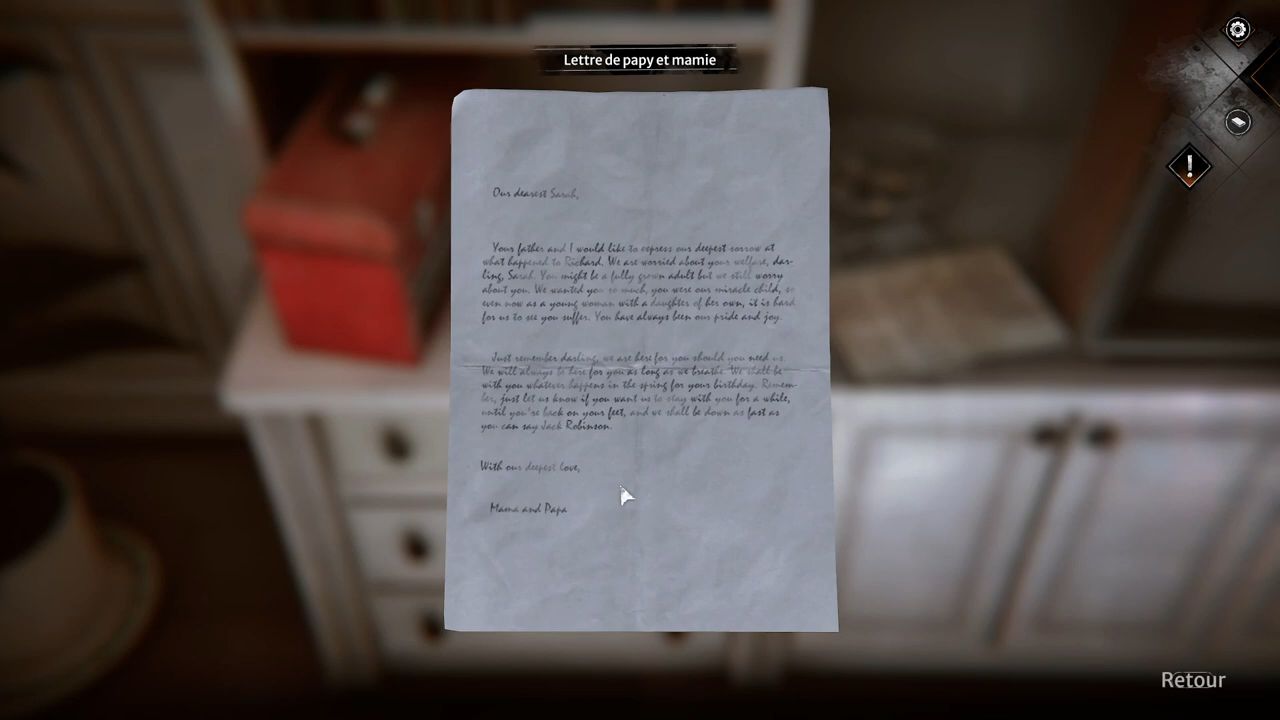 Lettre de papy et mamie
Our dearest Sarah,
Your father and I would like to express our deepest sorrow at
what happened to Richard. We are worried about your welfare, dar-
ling, Sarah. You might be a fully grown adult but we still worry
about you. We wanted you so much, you were our miracle child, so
even now as a young woman with a daughter of her own, it is hard
for us to see you suffer. You have always been our pride and joy.
Just remember darling, we are here for you should you need us.
We will always to here for you as long as we breathe. We shall be
with you whatever happens in the spring for your birthday. Remem-
ber, just let us know if you want us to stay with you for a while,
until you're back on your feet, and we shall be down as fast as
you can say Jack Robinson.
With our deepest love,
Mama and Papa
Retour